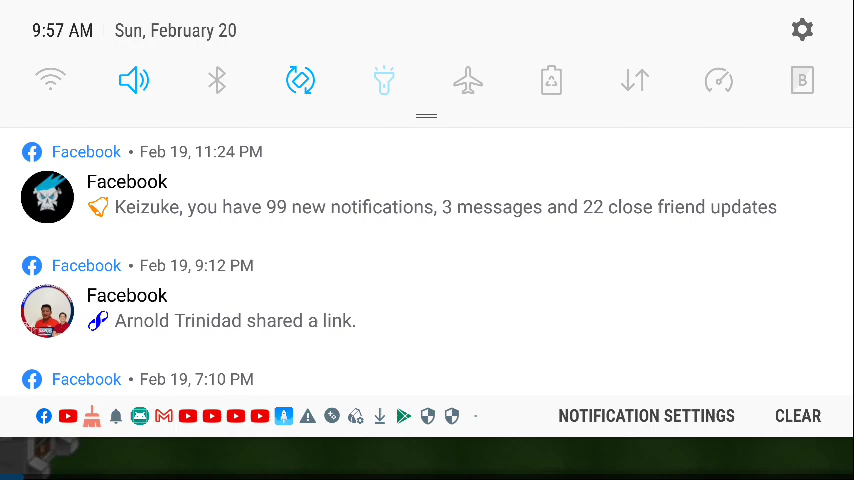 9:57 AM Sun, February 20
B
Facebook • Feb 19, 11:24 PM
Facebook
Keizuke, you have 99 new notifications, 3 messages and 22 close friend updates
Facebook • Feb 19, 9:12 PM
Facebook
Arnold Trinidad shared a link.
Facebook • Feb 19, 7:10 PM
NOTIFICATION SETTINGS CLEAR